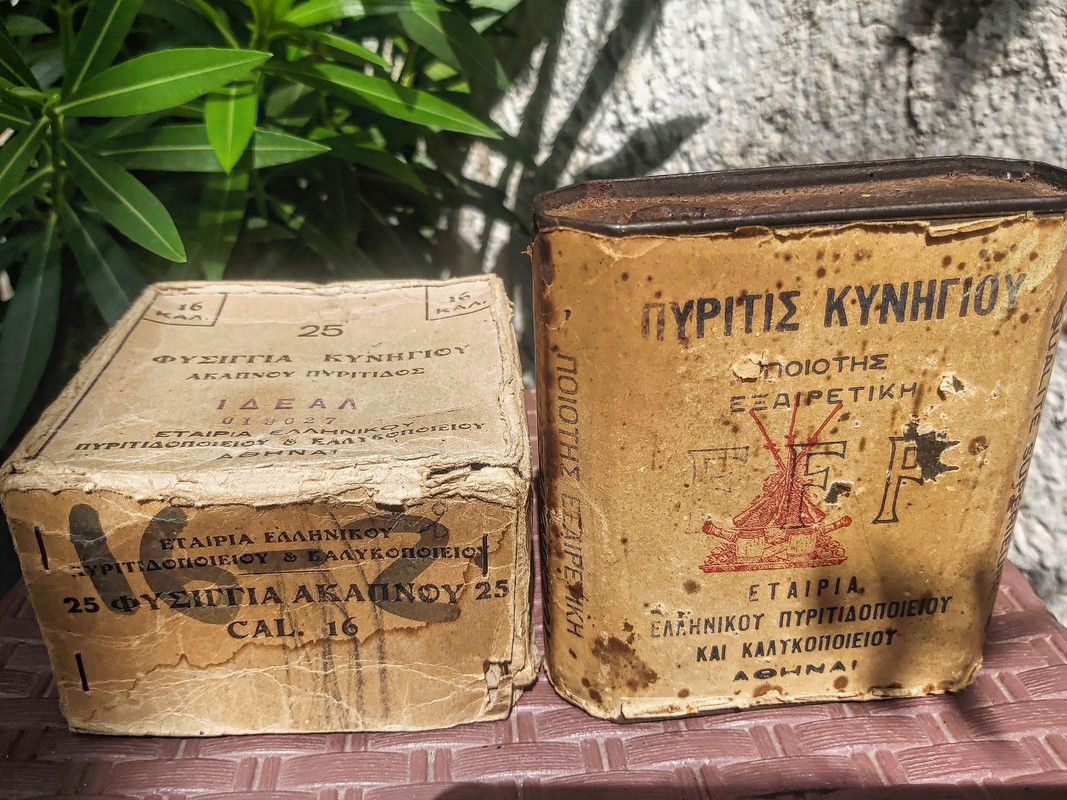 16
ΚΑΛ.
16
ΚΑΛ.
25
ΦΥΣΙΓΓΙΑ ΚΥΝΗΓΙΟΥ
ΑΚΑΠΝΟΥ ΠΥΡΙΤΙΔΟΣ
ΙΔΕΑΛ
ΕΤΑΙΡΙΑ ΕΛΛΗΝΙΚΟΥ
ΠΥΡΙΤΙΔΟΠΟΙΕΙΟΥ & ΚΑΛΥΚΟΠΟΙΕΙΟΥ
ΑΘΗΝΑΙ
16-2
ΕΤΑΙΡΙΑ ΕΛΛΗΝΙΚΟΥ
ΠΥΡΙΤΙΔΟΠΟΙΕΙΟΥ & ΚΑΛΥΚΟΠΟΙΕΙΟΥ
25 ΦΥΣΙΓΓΙΑ ΑΚΑΠΝΟΥ 25
CAL. 16
ΠΟΙΟΤΗΣ ΕΞΑΙΡΕΤΙΚΗ
ΠΥΡΙΤΙΣ ΚΥΝΗΓΙΟΥ
ΠΟΙΟΤΗΣ
ΕΞΑΙΡΕΤΙΚΗ
F F P
ΕΤΑΙΡΙΑ
ΕΛΛΗΝΙΚΟΥ ΠΥΡΙΤΙΔΟΠΟΙΕΙΟΥ
ΚΑΙ ΚΑΛΥΚΟΠΟΙΕΙΟΥ
ΑΘΗΝΑΙ